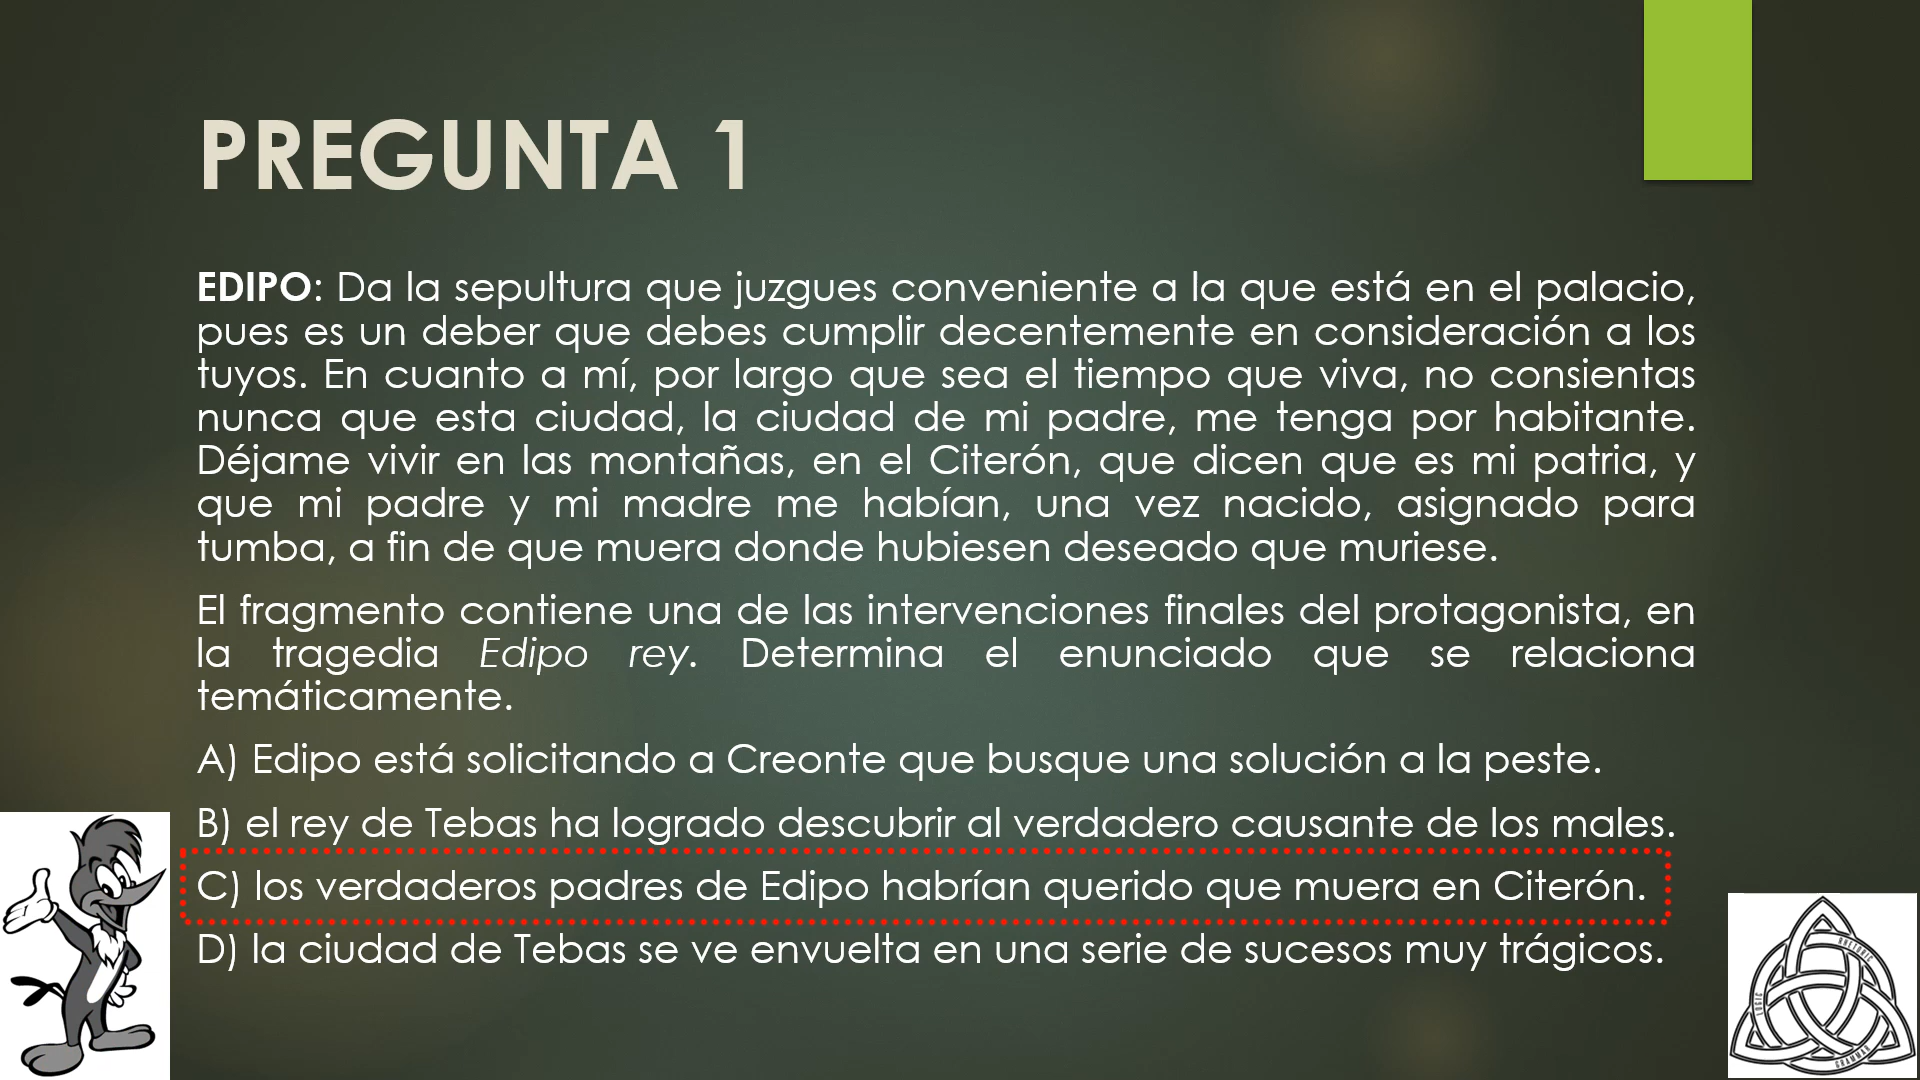 PREGUNTA 1
EDIPO: Da la sepultura que juzgues conveniente a la que está en el palacio,
pues es un deber que debes cumplir decentemente en consideración a los
tuyos. En cuanto a mí, por largo que sea el tiempo que viva, no consientas
nunca que esta ciudad, la ciudad de mi padre, me tenga por habitante.
Déjame vivir en las montañas, en el Citerón, que dicen que es mi patria, y
que mi padre y mi madre me habían, una vez nacido, asignado para
tumba, a fin de que muera donde hubiesen deseado que muriese.
El fragmento contiene una de las intervenciones finales del protagonista, en
la tragedia Edipo rey. Determina el enunciado que se relaciona
temáticamente.
A) Edipo está solicitando a Creonte que busque una solución a la peste.
B) el rey de Tebas ha logrado descubrir al verdadero causante de los males.
C) los verdaderos padres de Edipo habrían querido que muera en Citerón.
D) la ciudad de Tebas se ve envuelta en una serie de sucesos muy trágicos.
RHETORIC
LOGIC
GRAMMAR